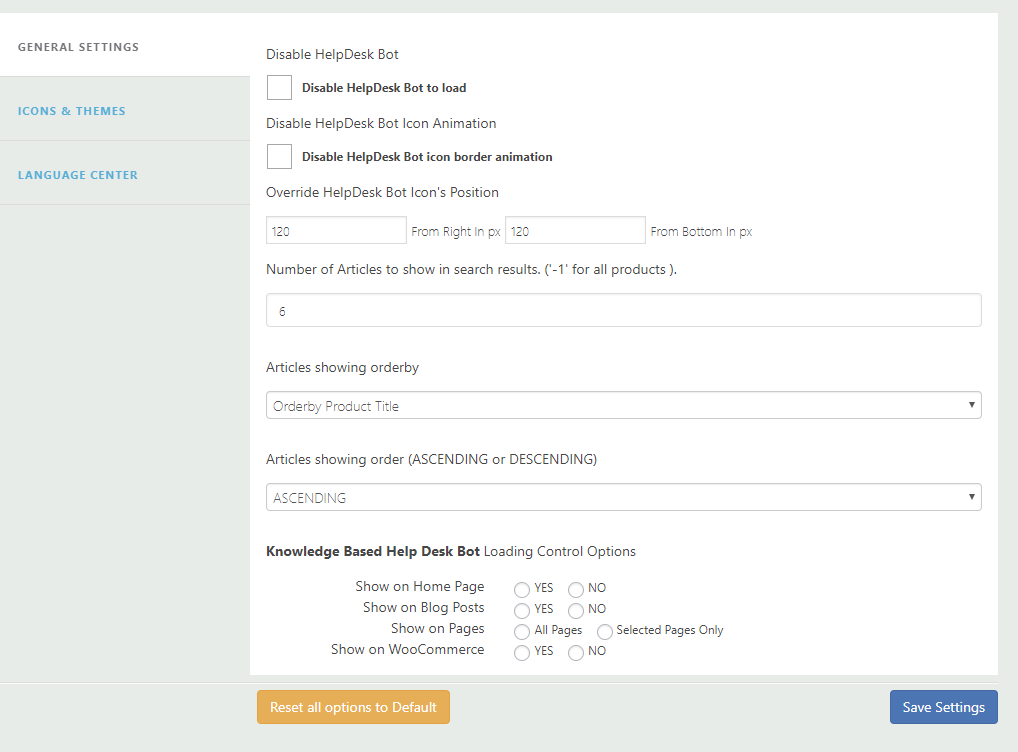 GENERAL SETTINGS
ICONS & THEMES
LANGUAGE CENTER
Disable HelpDesk Bot
Disable HelpDesk Bot to load
Disable HelpDesk Bot Icon Animation
Disable HelpDesk Bot icon border animation
Override HelpDesk Bot Icon's Position
120 From Right In px 120 From Bottom In px
Number of Articles to show in search results. ('-1' for all products ).
6
Articles showing orderby
Orderby Product Title
Articles showing order (ASCENDING or DESCENDING)
ASCENDING
Knowledge Based Help Desk Bot Loading Control Options
Show on Home Page YES NO
Show on Blog Posts YES NO
Show on Pages All Pages Selected Pages Only
Show on WooCommerce YES NO
Reset all options to Default Save Settings